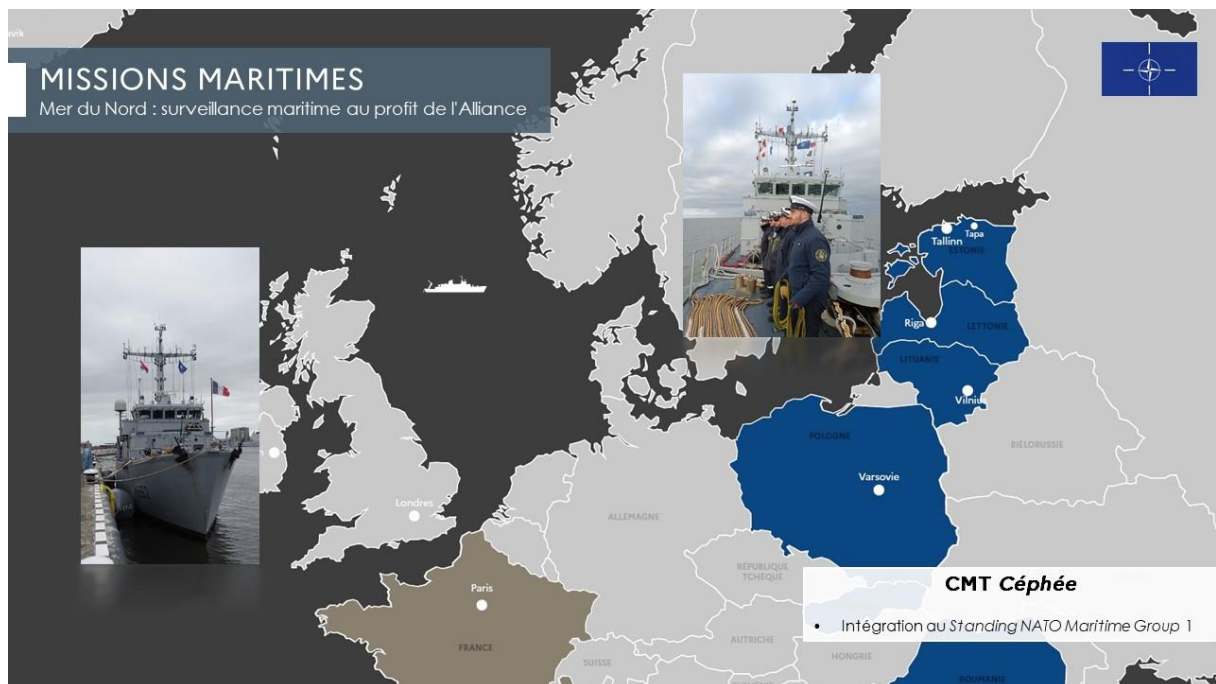 MISSIONS MARITIMES
Mer du Nord : surveillance maritime au profit de l'Alliance
Tallinn
Tapa
ESTONIE
Riga
LETTONIE
LITUANIE
Vilnius
BIÉLORUSSIE
POLOGNE
Varsovie
Londres
ALLEMAGNE
RÉPUBLIQUE
TCHÈQUE
Paris
FRANCE
AUTRICHE
SUISSE
HONGRIE
ROUMANIE
CMT Céphée
• Intégration au Standing NATO Maritime Group 1